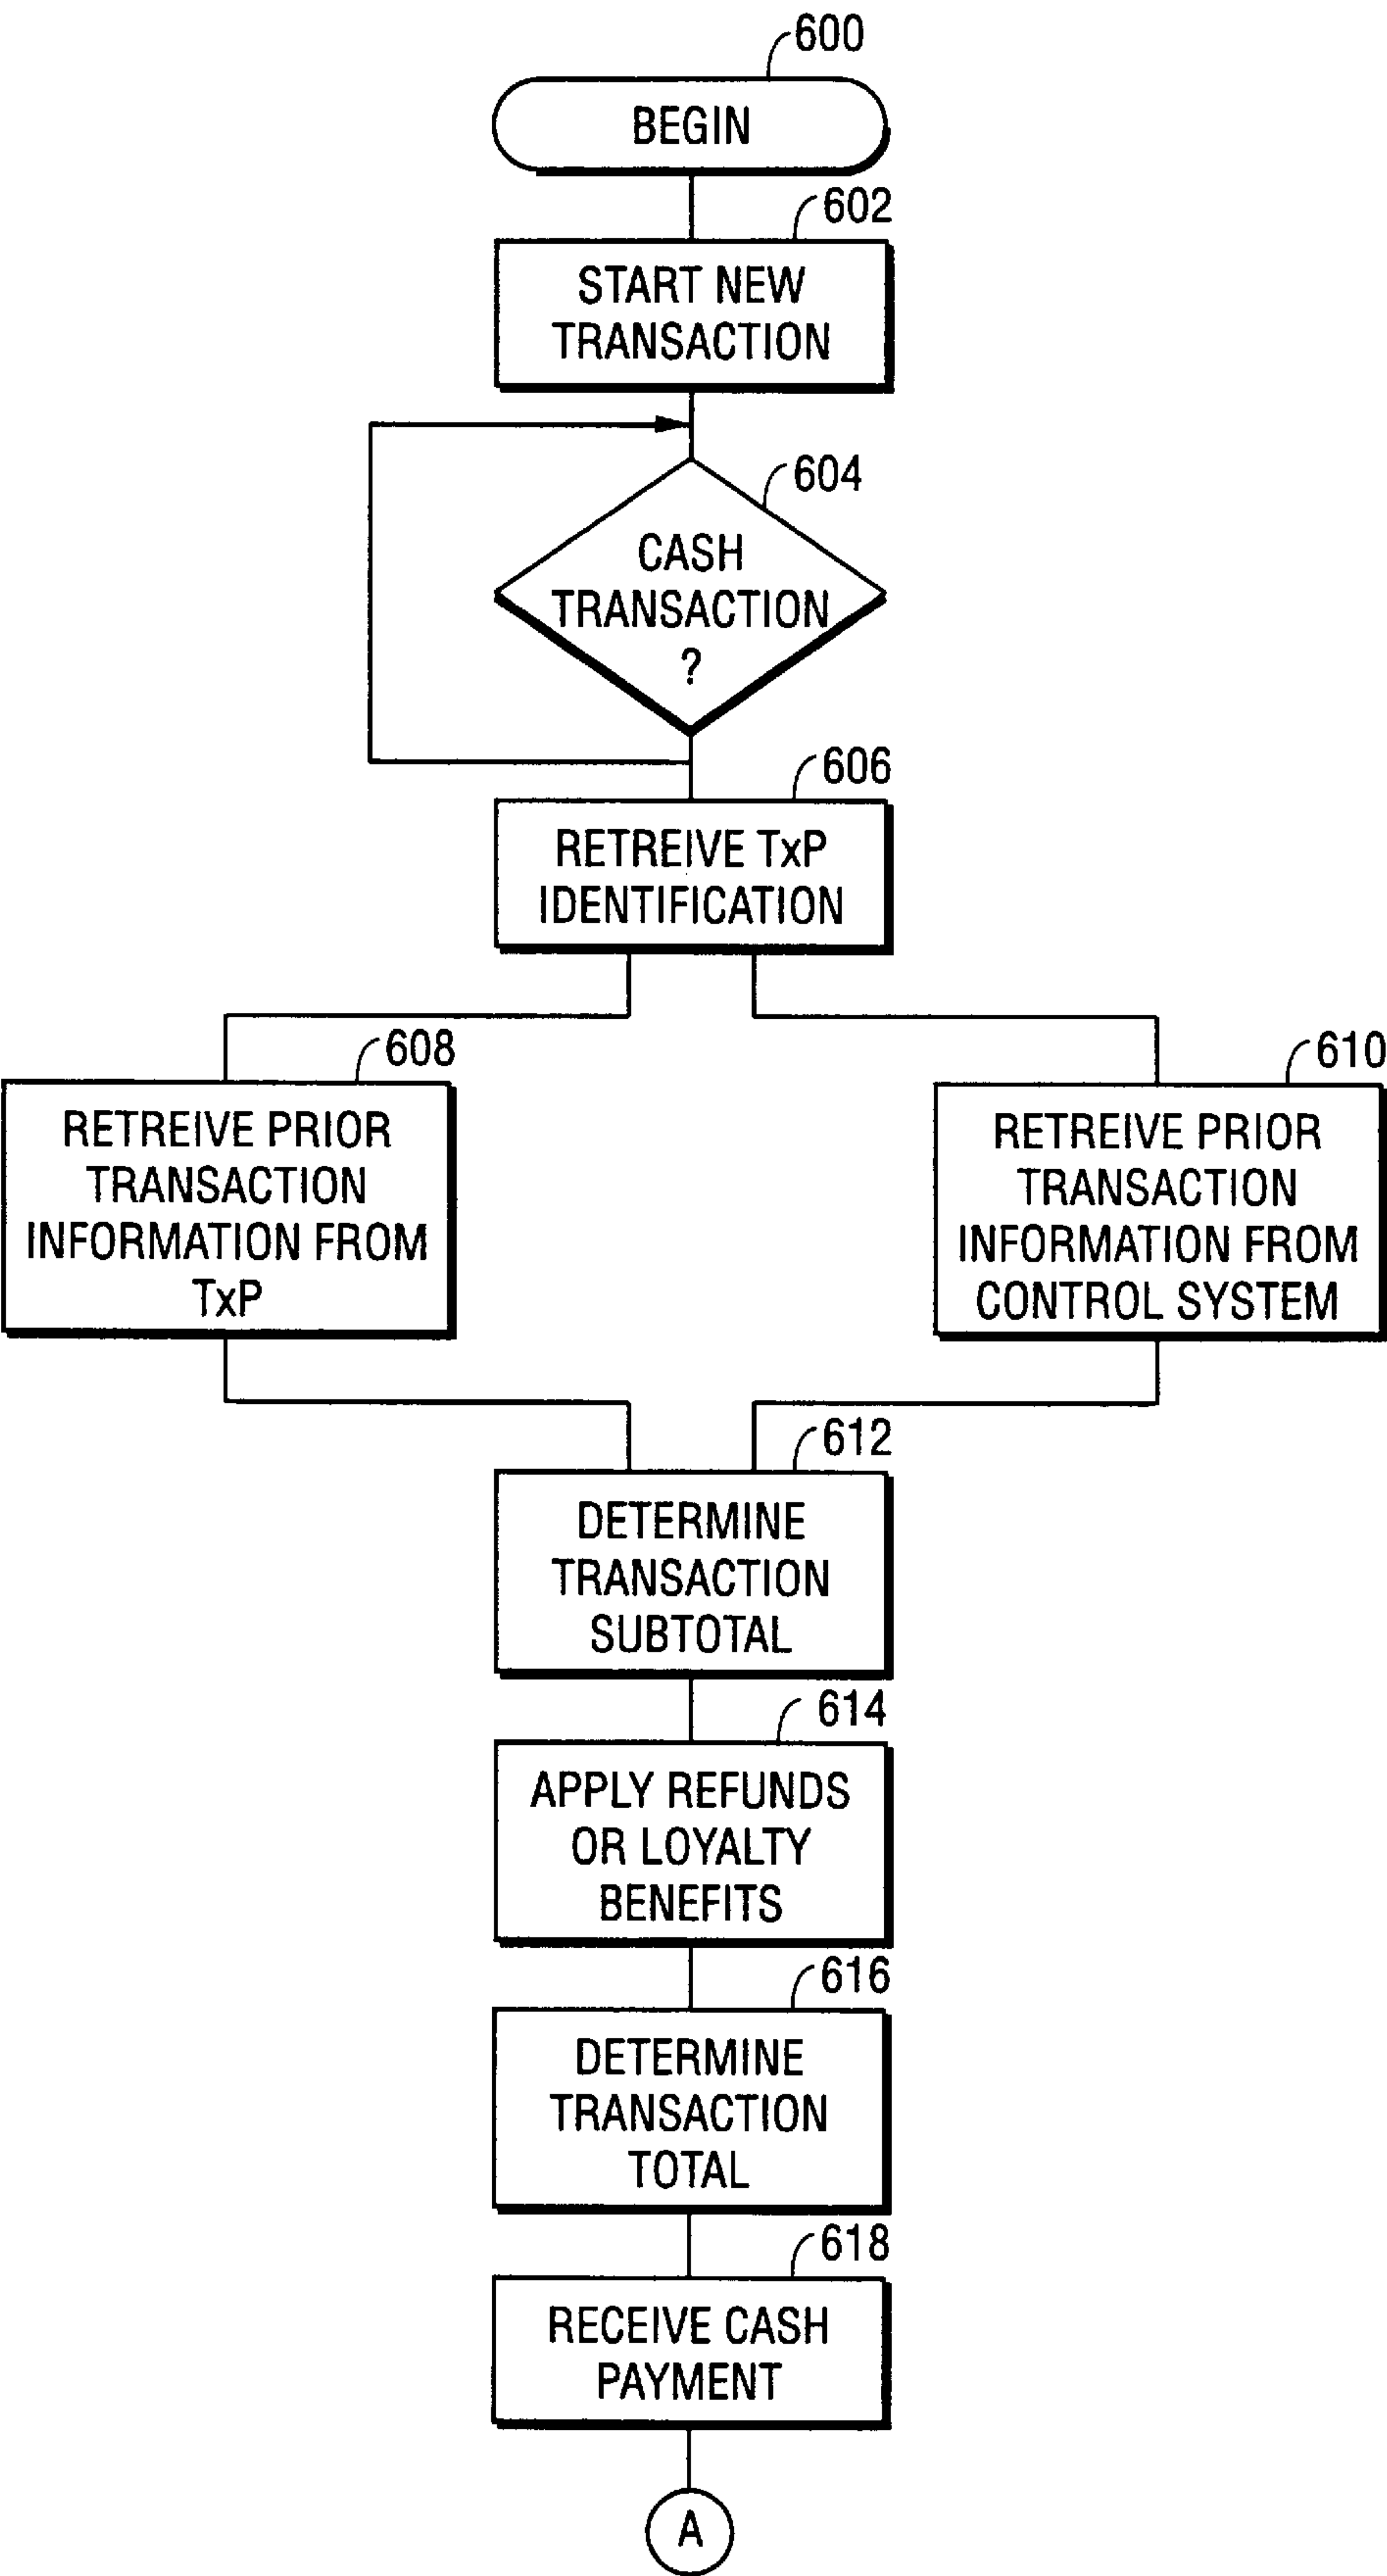 600
BEGIN
602
START NEW
TRANSACTION
604
CASH
TRANSACTION
?
606
RETREIVE TxP
IDENTIFICATION
608
RETREIVE PRIOR
TRANSACTION
INFORMATION FROM
TxP
610
RETREIVE PRIOR
TRANSACTION
INFORMATION FROM
CONTROL SYSTEM
612
DETERMINE
TRANSACTION
SUBTOTAL
614
APPLY REFUNDS
OR LOYALTY
BENEFITS
616
DETERMINE
TRANSACTION
TOTAL
618
RECEIVE CASH
PAYMENT
A